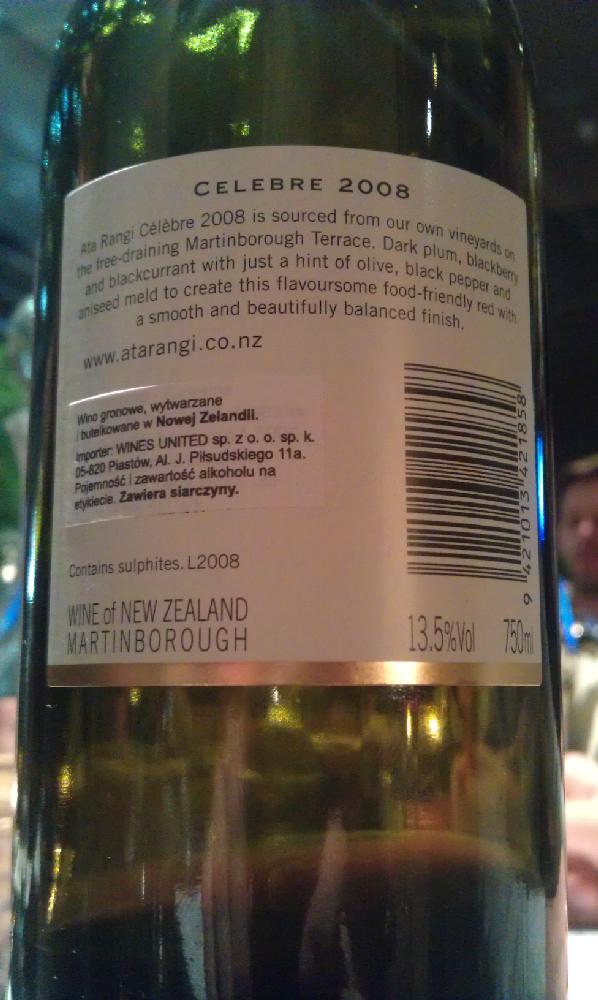 CELEBRE 2008
Ata Rangi Célèbre 2008 is sourced from our own vineyards on
the free-draining Martinborough Terrace. Dark plum, blackberry
and blackcurrant with just a hint of olive, black pepper and
aniseed meld to create this flavoursome food-friendly red with
a smooth and beautifully balanced finish.
www.atarangi.co.nz
Wino gronowe, wytwarzane
i butelkowane w Nowej Zelandii.
Importer: WINES UNITED sp. z o. o. sp. k.
05-820 Piastów, Al. J. Piłsudskiego 11a.
Pojemność i zawartość alkoholu na
etykiecie. Zawiera siarczyny.
9 421013 421858
Contains sulphites. L2008
WINE of NEW ZEALAND
MARTINBOROUGH
13.5%Vol 750ml